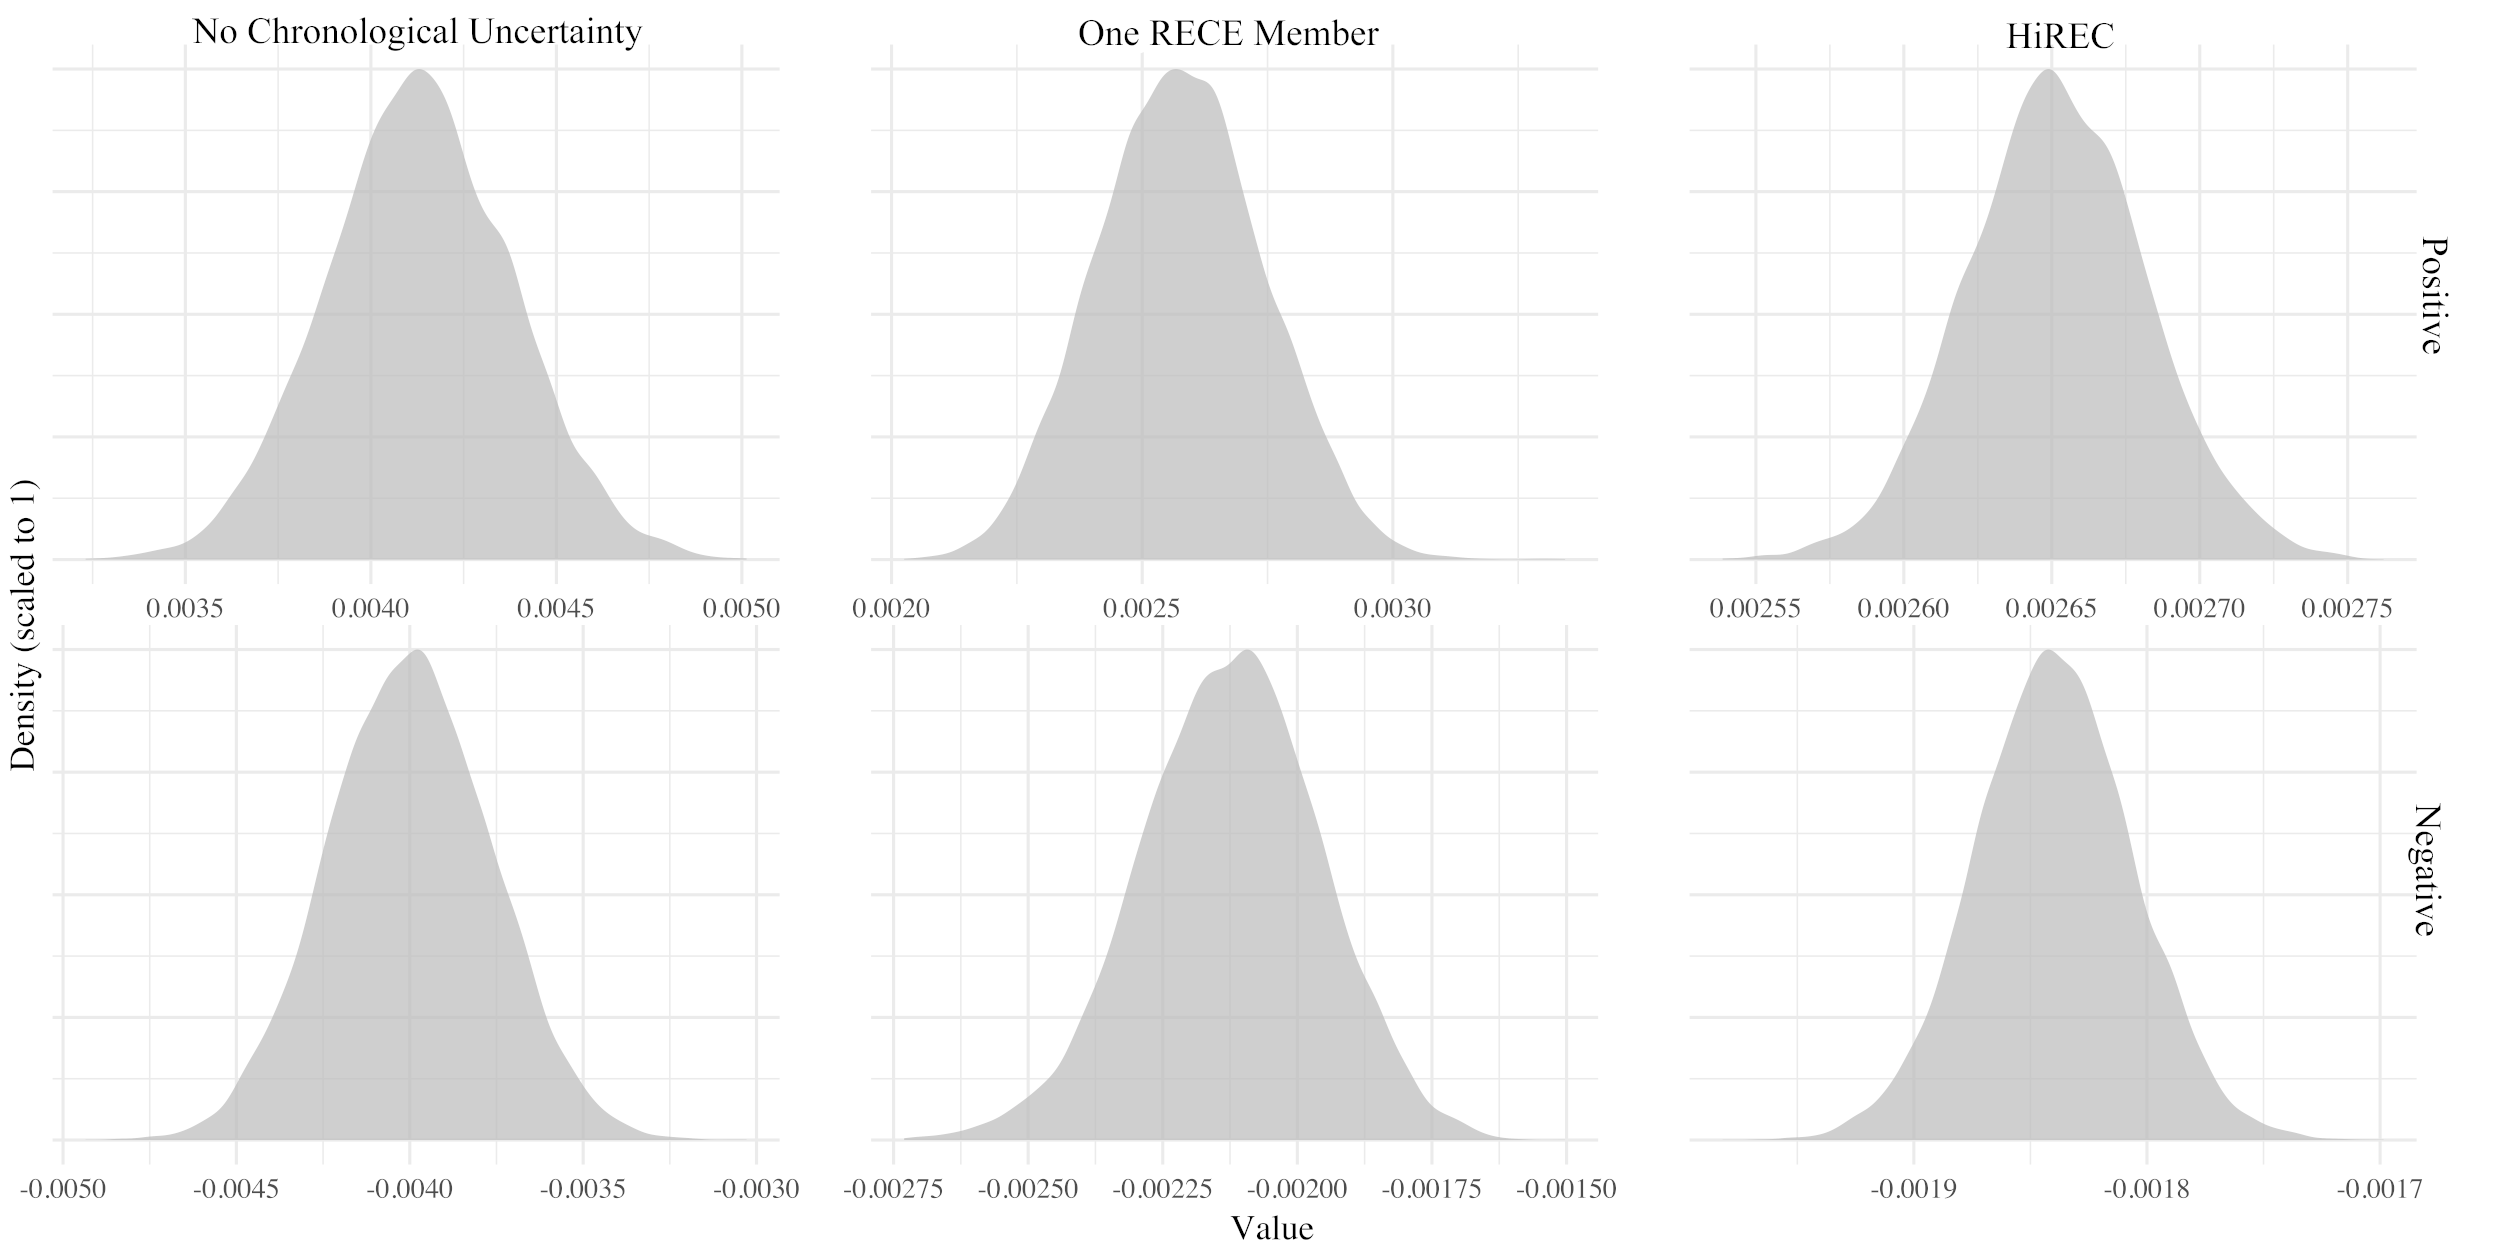 No Chronological Uncertainty
One RECE Member
HiREC
Positive
0.0035 0.0040 0.0045 0.0050
0.0020 0.0025 0.0030
0.00255 0.00260 0.00265 0.00270 0.00275
Density (scaled to 1)
Negative
-0.0050 -0.0045 -0.0040 -0.0035 -0.0030
-0.00275 -0.00250 -0.00225 -0.00200 -0.00175 -0.00150
-0.0019 -0.0018 -0.0017
Value